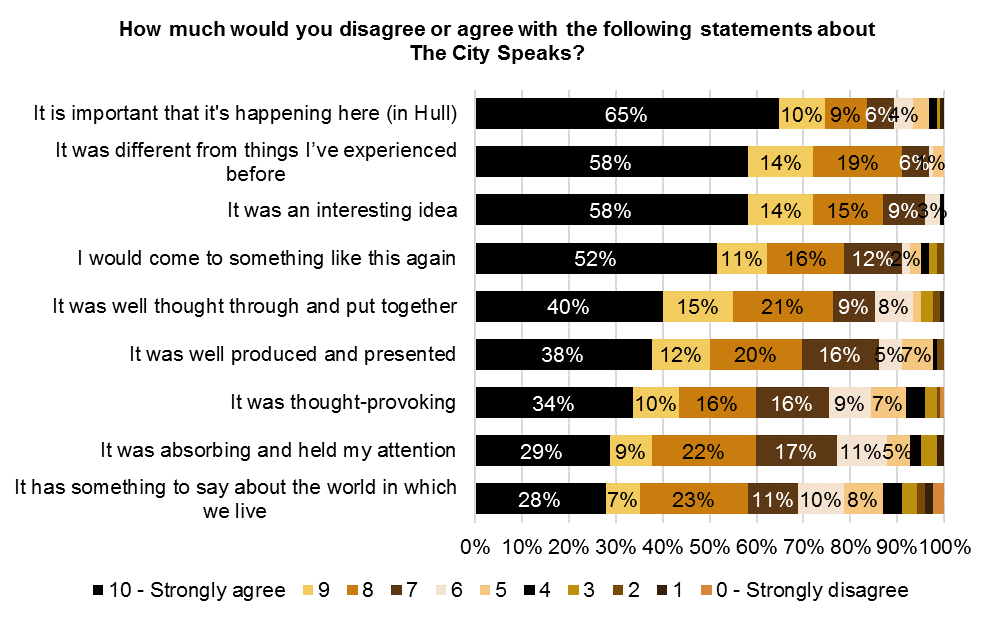 How much would you disagree or agree with the following statements about
The City Speaks?
It is important that it's happening here (in Hull)
65% 10% 9% 6% 4%
It was different from things I’ve experienced
before
58% 14% 19% 6%
It was an interesting idea
58% 14% 15% 9% 3%
I would come to something like this again
52% 11% 16% 12% 2%
It was well thought through and put together
40% 15% 21% 9% 8%
It was well produced and presented
38% 12% 20% 16% 5% 7%
It was thought-provoking
34% 10% 16% 16% 9% 7%
It was absorbing and held my attention
29% 9% 22% 17% 11% 5%
It has something to say about the world in which
we live
28% 7% 23% 11% 10% 8%
0% 10% 20% 30% 40% 50% 60% 70% 80% 90% 100%
10 - Strongly agree 9 8 7 6 5 4 3 2 1 0 - Strongly disagree